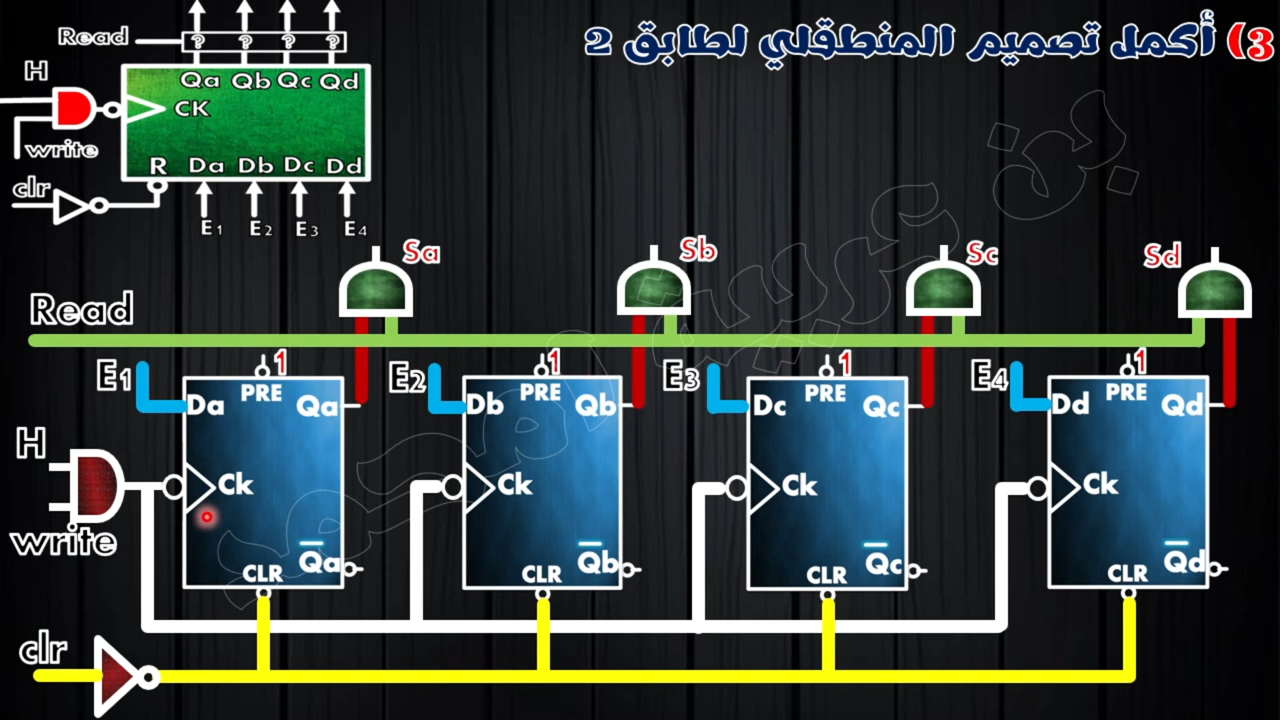 3) أكمل تصميم المنطقلي لطابق 2
Read
? ? ? ?
H
Qa Qb Qc Qd
CK
write
R Da Db Dc Dd
clr
E1 E2 E3 E4
Sa Sb Sc Sd
Read
E1 1 E2 1 E3 1 E4 1
PRE PRE PRE PRE
Da Qa Db Qb Dc Qc Dd Qd
H
Ck Ck Ck Ck
write
Qa Qb Qc Qd
CLR CLR CLR CLR
clr
بن عربية